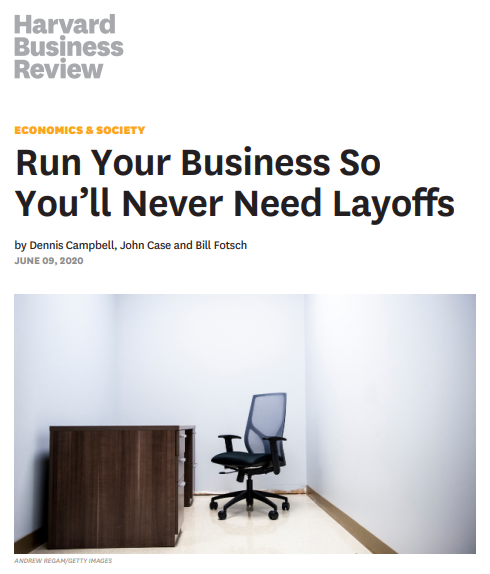 Harvard
Business
Review
ECONOMICS & SOCIETY
Run Your Business So
You'll Never Need Layoffs
by Dennis Campbell, John Case and Bill Fotsch
JUNE 09, 2020
ANDREW REGAM/GETTY IMAGES